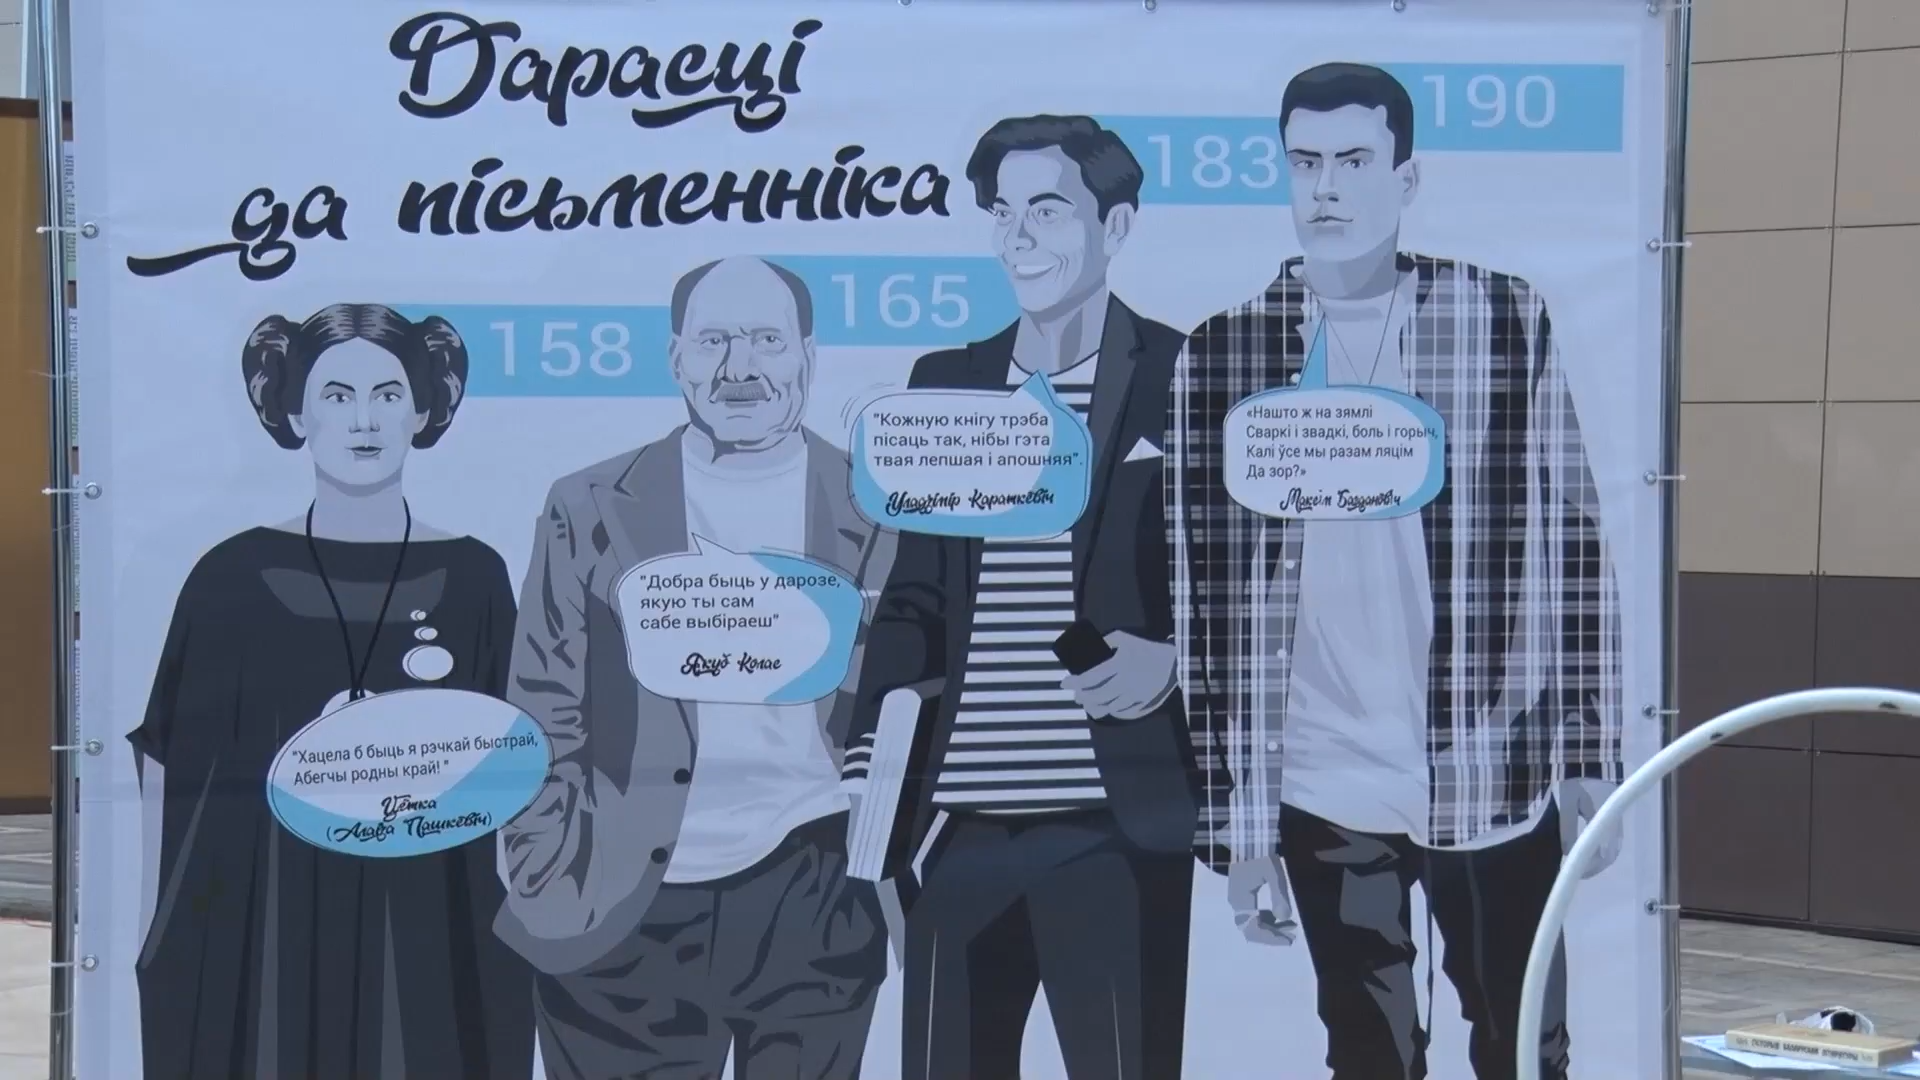 Дарасці
да пісьменніка
190
183
165
158
"Кожную кнігу трэба
пісаць так, нібы гэта
твая лепшая і апошняя".
Уладзімір Караткевіч
«Нашто ж на зямлі
Сваркі і звадкі, боль і горыч,
Калі ўсе мы разам ляцім
Да зор?»
Максім Багдановіч
"Добра быць у дарозе,
якую ты сам
сабе выбіраеш"
Якуб Колас
"Хацела б быць я рэчкай быстрай,
Абегчы родны край! "
Цётка
(Алаіза Пашкевіч)